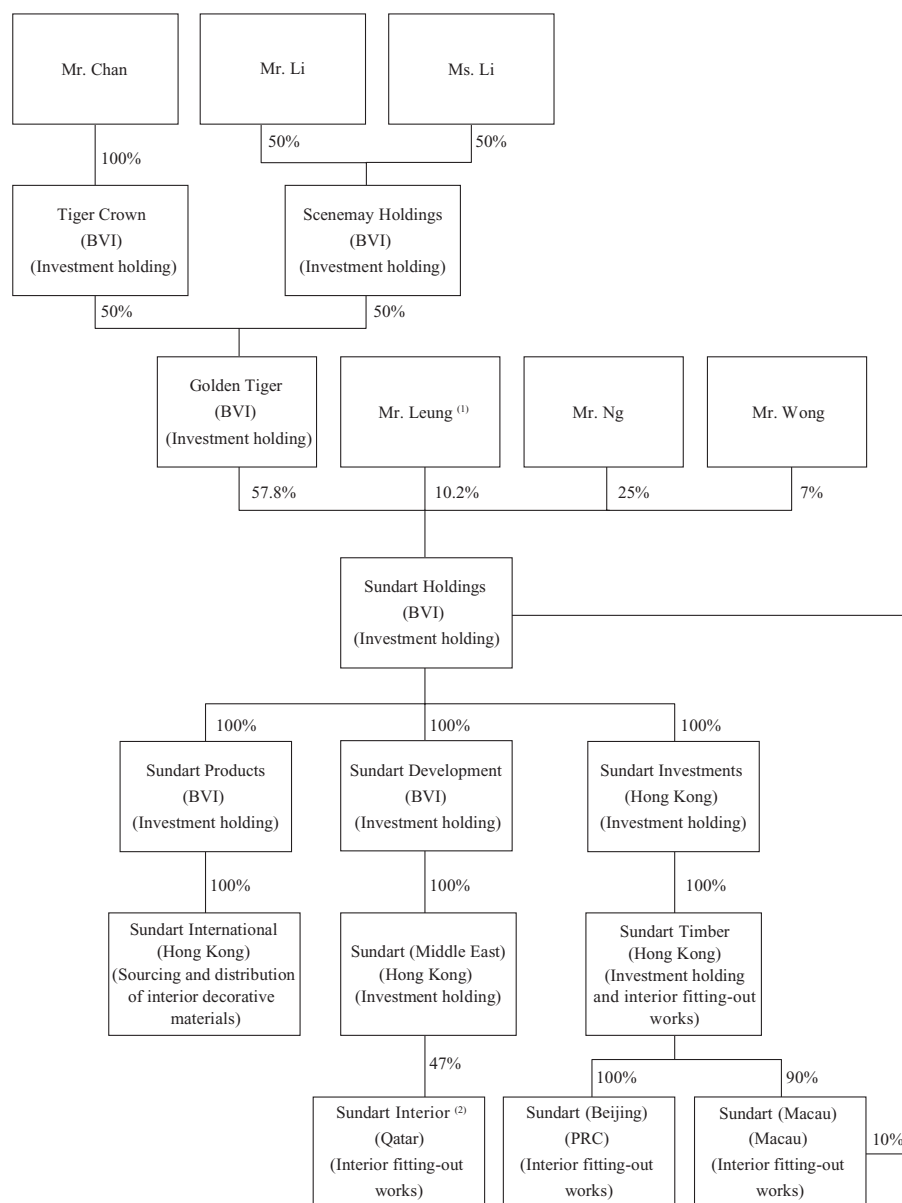 Mr. Chan
Mr. Li
Ms. Li
50%
50%
100%
Tiger Crown
(BVI)
(Investment holding)
Scenemay Holdings
(BVI)
(Investment holding)
50%
50%
Golden Tiger
(BVI)
(Investment holding)
Mr. Leung (1)
Mr. Ng
Mr. Wong
57.8%
10.2%
25%
7%
Sundart Holdings
(BVI)
(Investment holding)
100%
100%
100%
Sundart Products
(BVI)
(Investment holding)
Sundart Development
(BVI)
(Investment holding)
Sundart Investments
(Hong Kong)
(Investment holding)
100%
100%
100%
Sundart International
(Hong Kong)
(Sourcing and distribution
of interior decorative
materials)
Sundart (Middle East)
(Hong Kong)
(Investment holding)
Sundart Timber
(Hong Kong)
(Investment holding
and interior fitting-out
works)
47%
100%
90%
Sundart Interior (2)
(Qatar)
(Interior fitting-out
works)
Sundart (Beijing)
(PRC)
(Interior fitting-out
works)
Sundart (Macau)
(Macau)
(Interior fitting-out
works)
10%